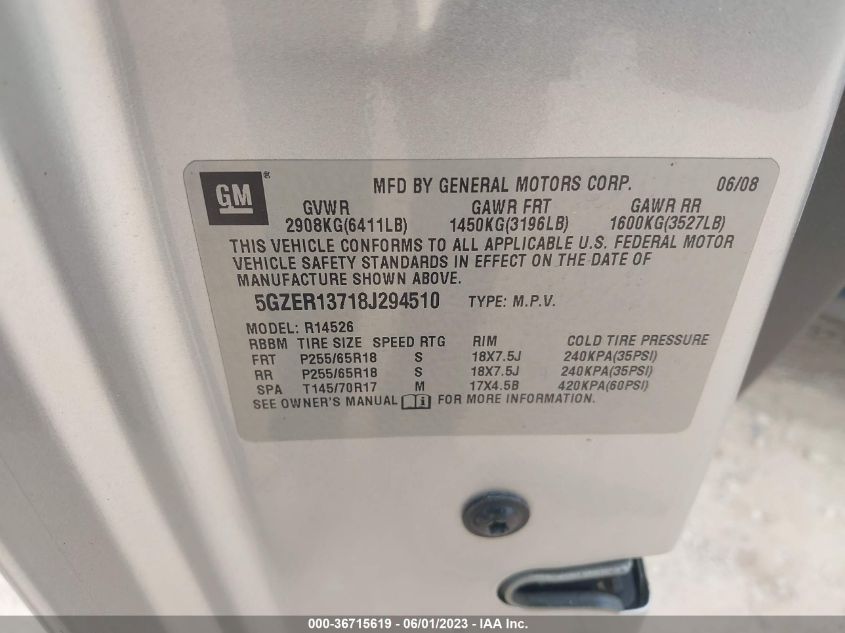 GM®
MFD BY GENERAL MOTORS CORP. 06/08
GVWR GAWR FRT GAWR RR
2908KG(6411LB) 1450KG(3196LB) 1600KG(3527LB)
THIS VEHICLE CONFORMS TO ALL APPLICABLE U.S. FEDERAL MOTOR
VEHICLE SAFETY STANDARDS IN EFFECT ON THE DATE OF
MANUFACTURE SHOWN ABOVE.
5GZER13718J294510 TYPE: M.P.V.
MODEL: R14526
RBBM TIRE SIZE SPEED RTG RIM COLD TIRE PRESSURE
FRT P255/65R18 S 18X7.5J 240KPA(35PSI)
RR P255/65R18 S 18X7.5J 240KPA(35PSI)
SPA T145/70R17 M 17X4.5B 420KPA(60PSI)
SEE OWNER'S MANUAL i FOR MORE INFORMATION.
000-36715619 - 06/01/2023 - IAA Inc.